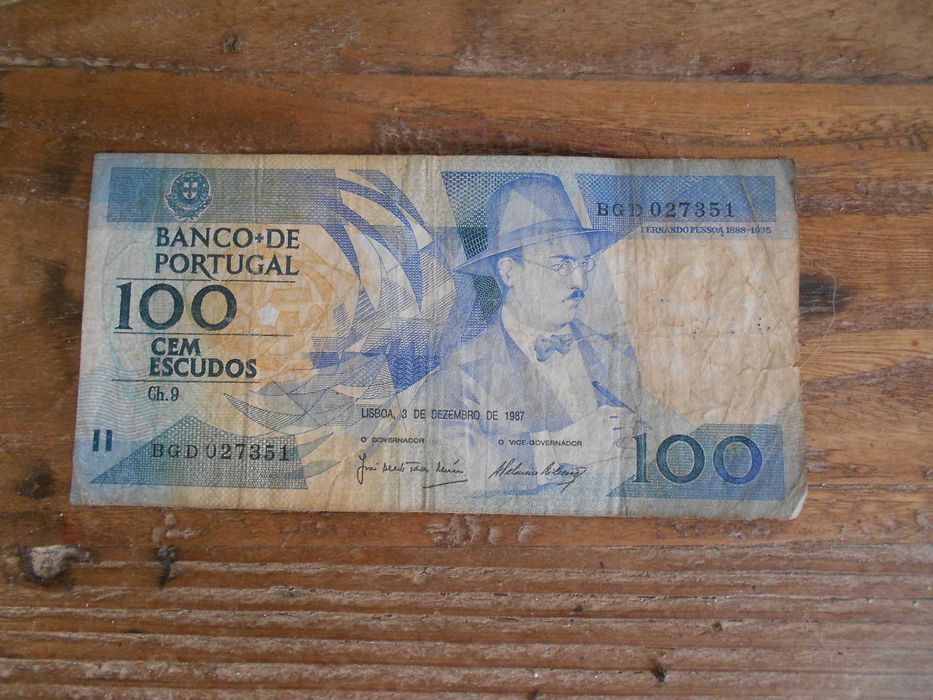 BANCO DE
PORTUGAL
100
CEM
ESCUDOS
Ch. 9
BGD 027351
BGD 027351
FERNANDO PESSOA 1888-1935
LISBOA, 3 DE DEZEMBRO DE 1987
O GOVERNADOR
O VICE-GOVERNADOR
100